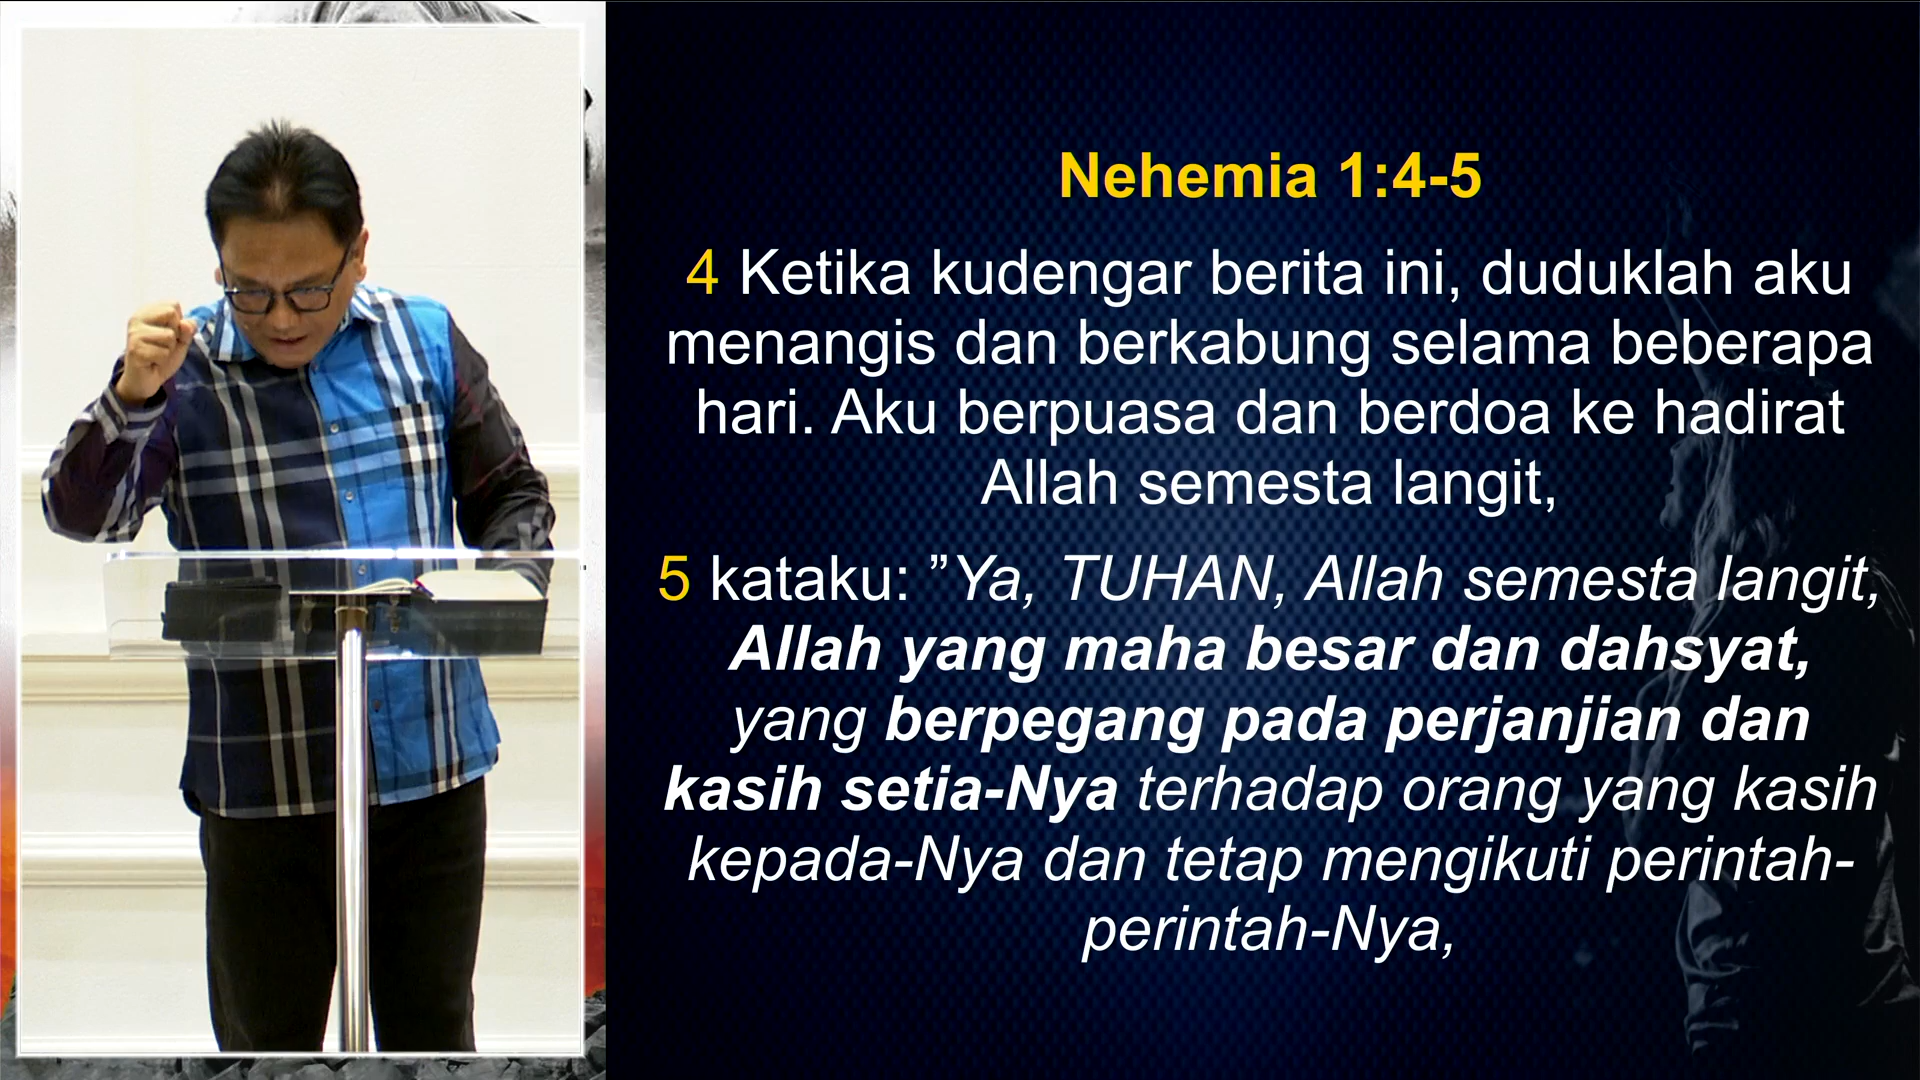 Nehemia 1:4-5
4 Ketika kudengar berita ini, duduklah aku
menangis dan berkabung selama beberapa
hari. Aku berpuasa dan berdoa ke hadirat
Allah semesta langit,
5 kataku: ”Ya, TUHAN, Allah semesta langit,
Allah yang maha besar dan dahsyat,
yang berpegang pada perjanjian dan
kasih setia-Nya terhadap orang yang kasih
kepada-Nya dan tetap mengikuti perintah-
perintah-Nya,